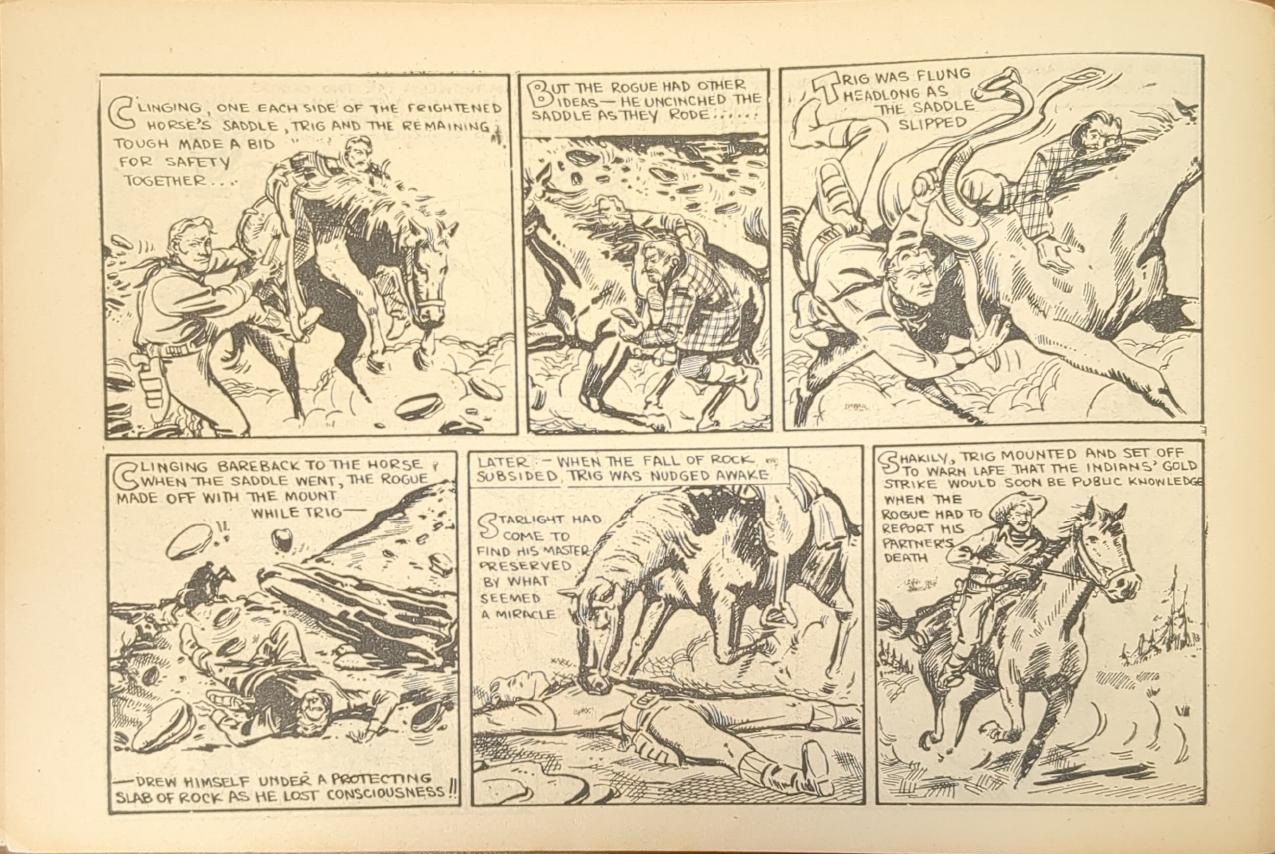 CLINGING, ONE EACH SIDE OF THE FRIGHTENED
HORSE'S SADDLE, TRIG AND THE REMAINING
TOUGH MADE A BID
FOR SAFETY
TOGETHER...
BUT THE ROGUE HAD OTHER
IDEAS — HE UNCINCHED THE
SADDLE AS THEY RODE.....
TRIG WAS FLUNG
HEADLONG AS
THE SADDLE
SLIPPED
CLINGING BAREBACK TO THE HORSE
WHEN THE SADDLE WENT, THE ROGUE
MADE OFF WITH THE MOUNT
WHILE TRIG —
— DREW HIMSELF UNDER A PROTECTING
SLAB OF ROCK AS HE LOST CONSCIOUSNESS!!
LATER :- WHEN THE FALL OF ROCK
SUBSIDED, TRIG WAS NUDGED AWAKE
STARLIGHT HAD
COME TO
FIND HIS MASTER
PRESERVED
BY WHAT
SEEMED
A MIRACLE
SHAKILY, TRIG MOUNTED AND SET OFF
TO WARN LAFE THAT THE INDIANS' GOLD
STRIKE WOULD SOON BE PUBLIC KNOWLEDGE
WHEN THE
ROGUE HAD TO
REPORT HIS
PARTNER'S
DEATH